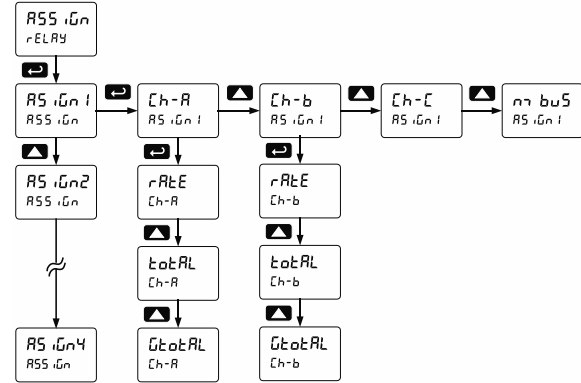 ASSIGn
rELAY
ASIGn1
ASSIGn
Ch-A
ASIGn1
Ch-b
ASIGn1
Ch-C
ASIGn1
m buS
ASIGn1
ASIGn2
ASSIGn
rAtE
Ch-A
rAtE
Ch-b
totAL
Ch-A
totAL
Ch-b
ASIGn4
ASSIGn
GtotAL
Ch-A
GtotAL
Ch-b